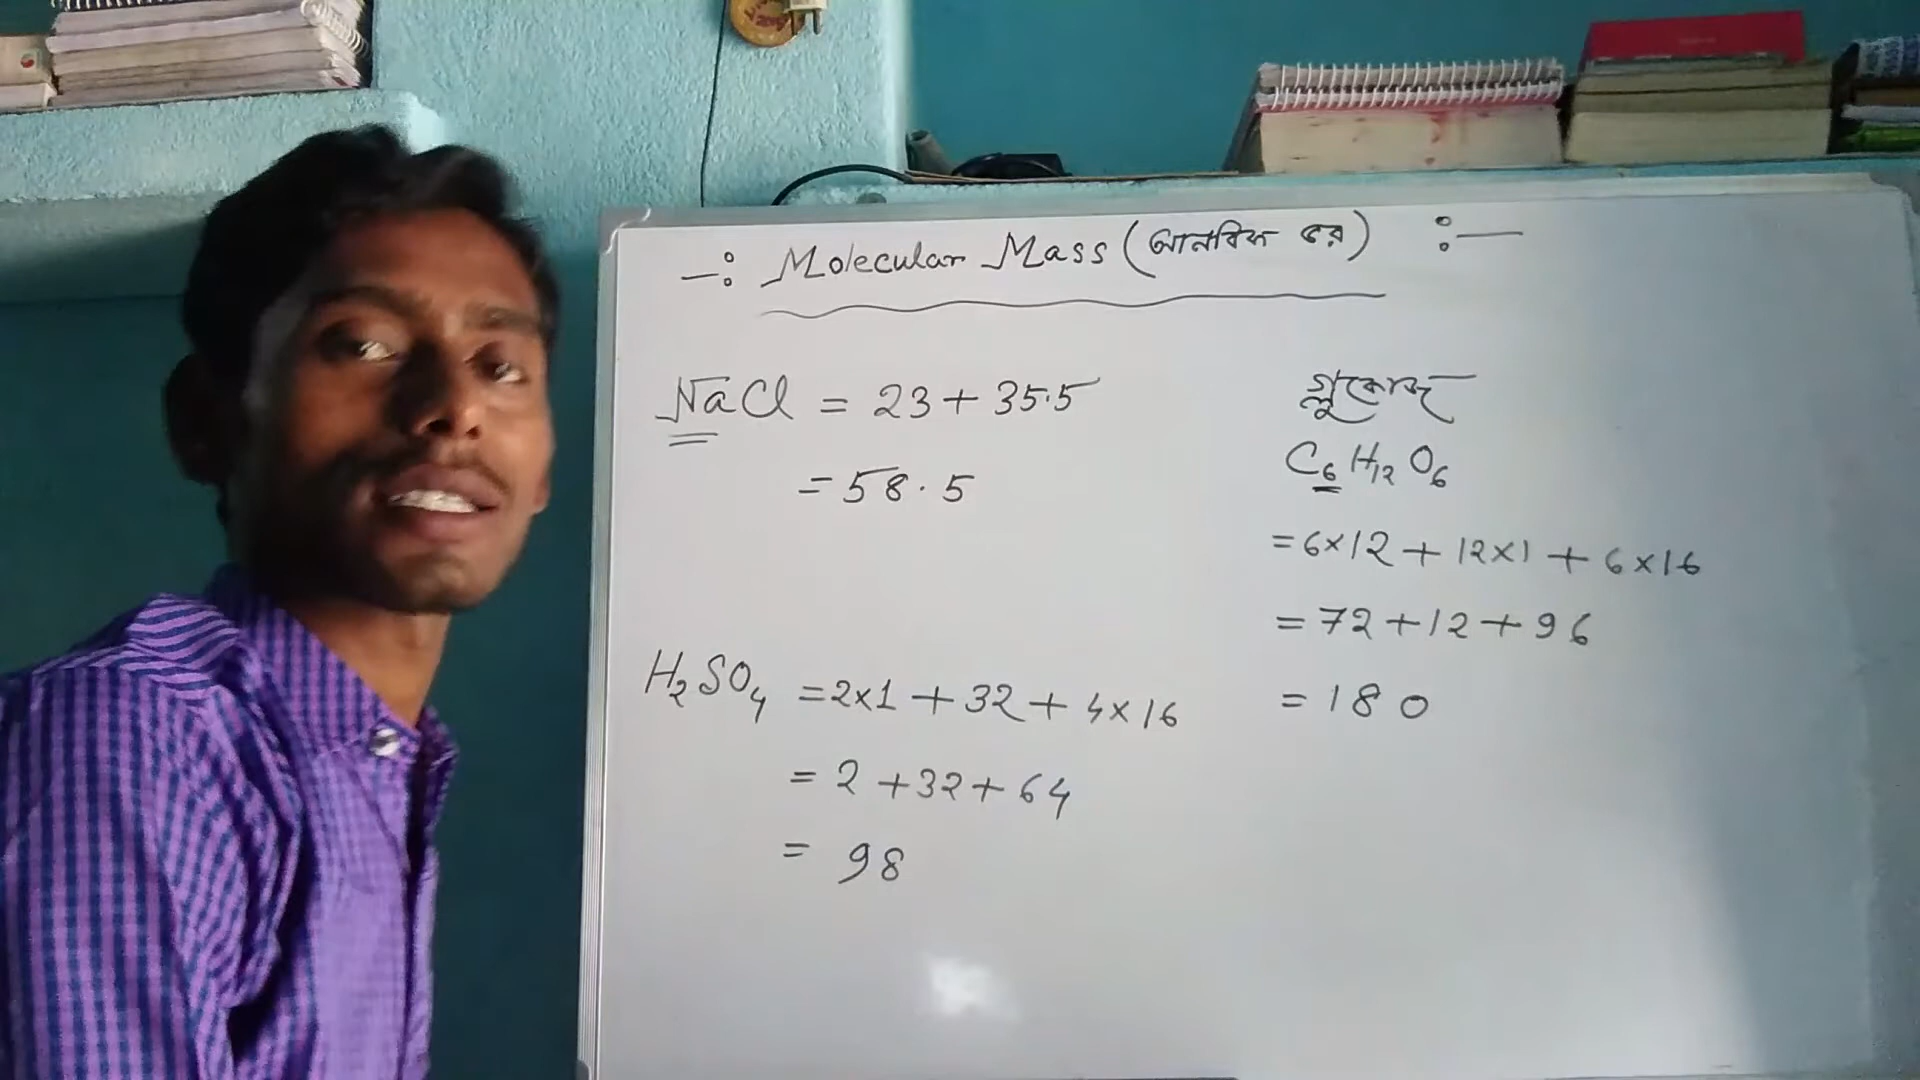 -: Molecular Mass (আনবিক ভর) :-
NaCl = 23 + 35.5
= 58.5
H₂SO₄ = 2×1 + 32 + 4×16
= 2 + 32 + 64
= 98
গ্লুকোজ
C₆H₁₂O₆
= 6×12 + 12×1 + 6×16
= 72 + 12 + 96
= 180